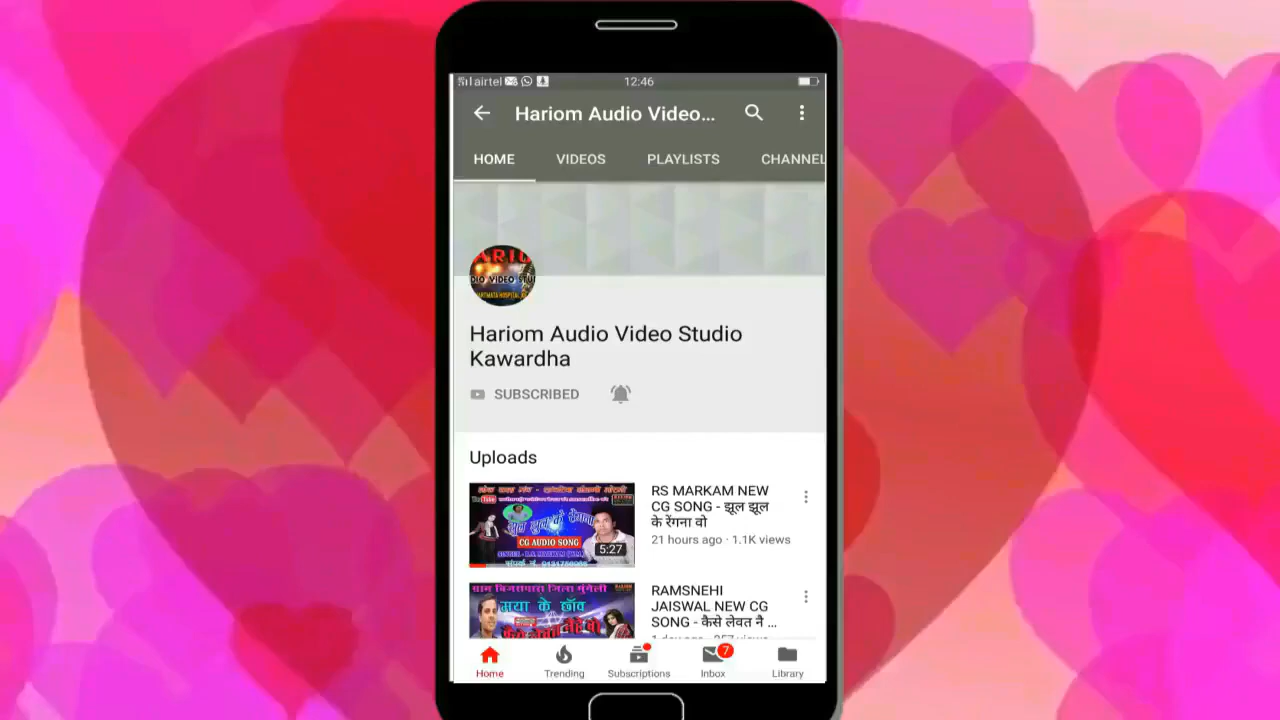 airtel
12:46
Hariom Audio Video...
HOME
VIDEOS
PLAYLISTS
CHANNEL
Hariom Audio Video Studio
Kawardha
SUBSCRIBED
Uploads
CG AUDIO SONG
5:27
RS MARKAM NEW
CG SONG - झूल झूल
के रेंगना वो
21 hours ago · 1.1K views
मया के छाँव
RAMSNEHI
JAISWAL NEW CG
SONG - कैसे लेवत नै ...
Home
Trending
Subscriptions
7
Inbox
Library